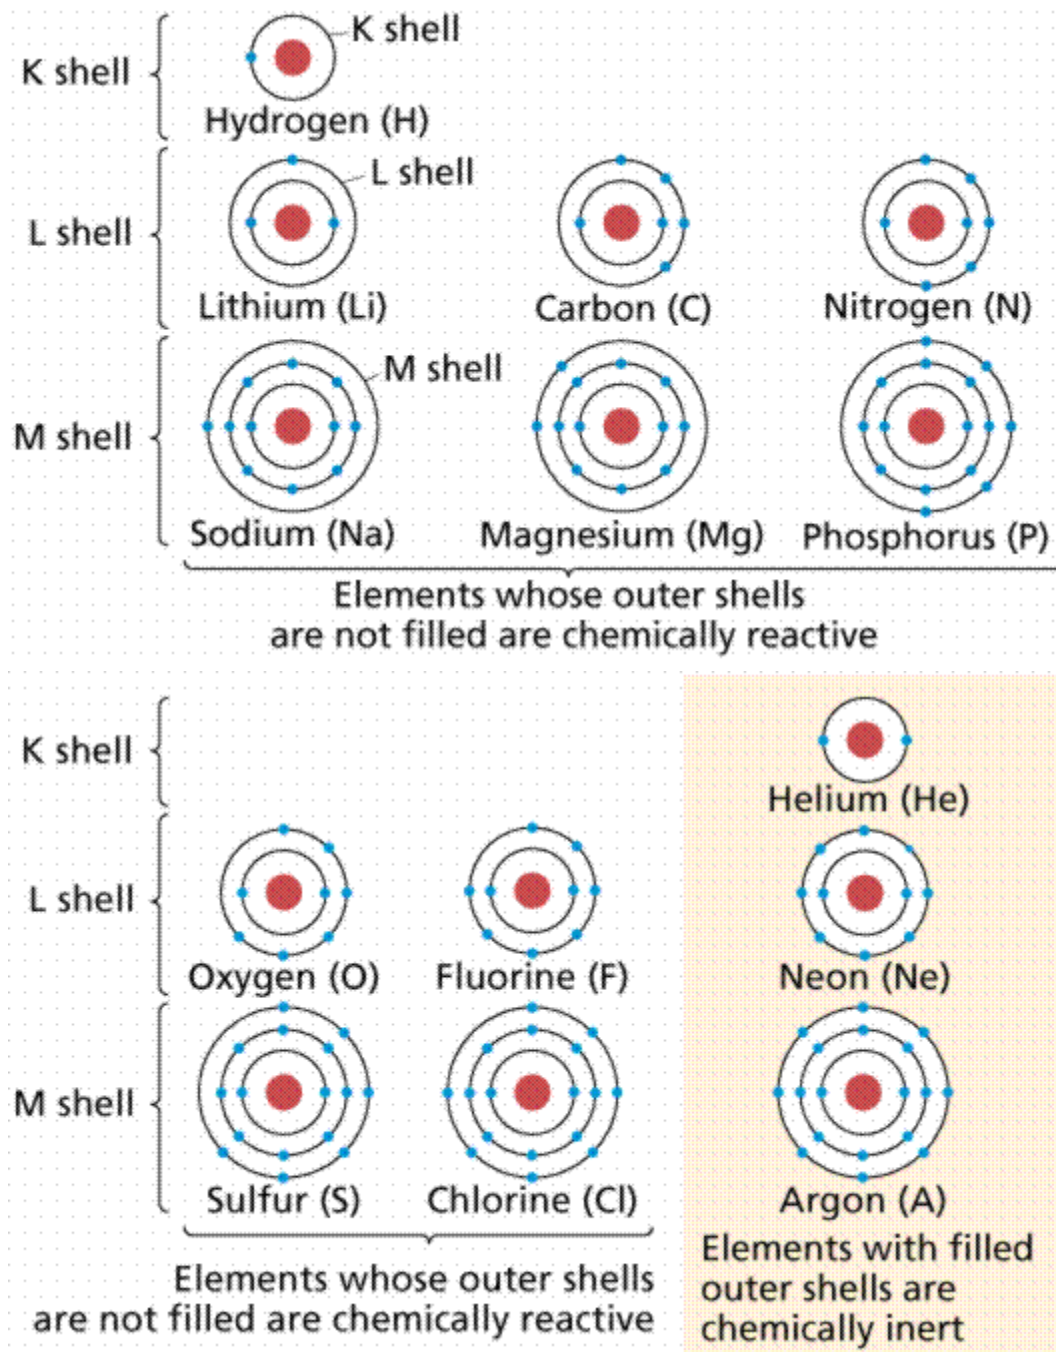 K shell
K shell
Hydrogen (H)
L shell
L shell
Lithium (Li)
Carbon (C)
Nitrogen (N)
M shell
M shell
Sodium (Na)
Magnesium (Mg)
Phosphorus (P)
Elements whose outer shells
are not filled are chemically reactive
K shell
Helium (He)
L shell
Oxygen (O)
Fluorine (F)
Neon (Ne)
M shell
Sulfur (S)
Chlorine (Cl)
Argon (A)
Elements whose outer shells
are not filled are chemically reactive
Elements with filled
outer shells are
chemically inert